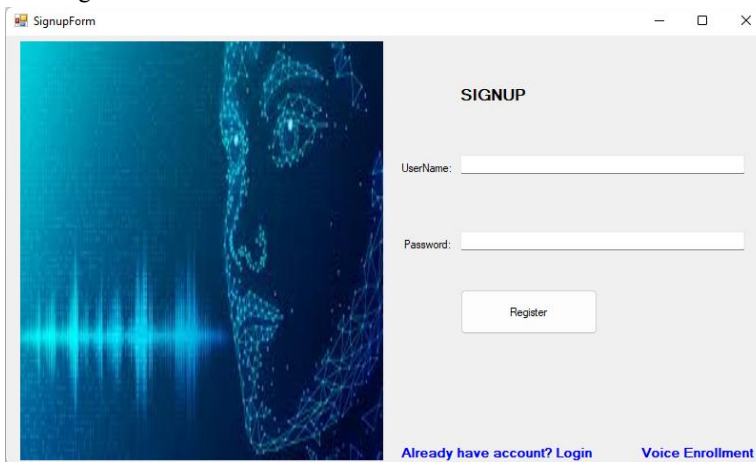 SignupForm
SIGNUP
UserName:
Password:
Register
Already have account? Login
Voice Enrollment